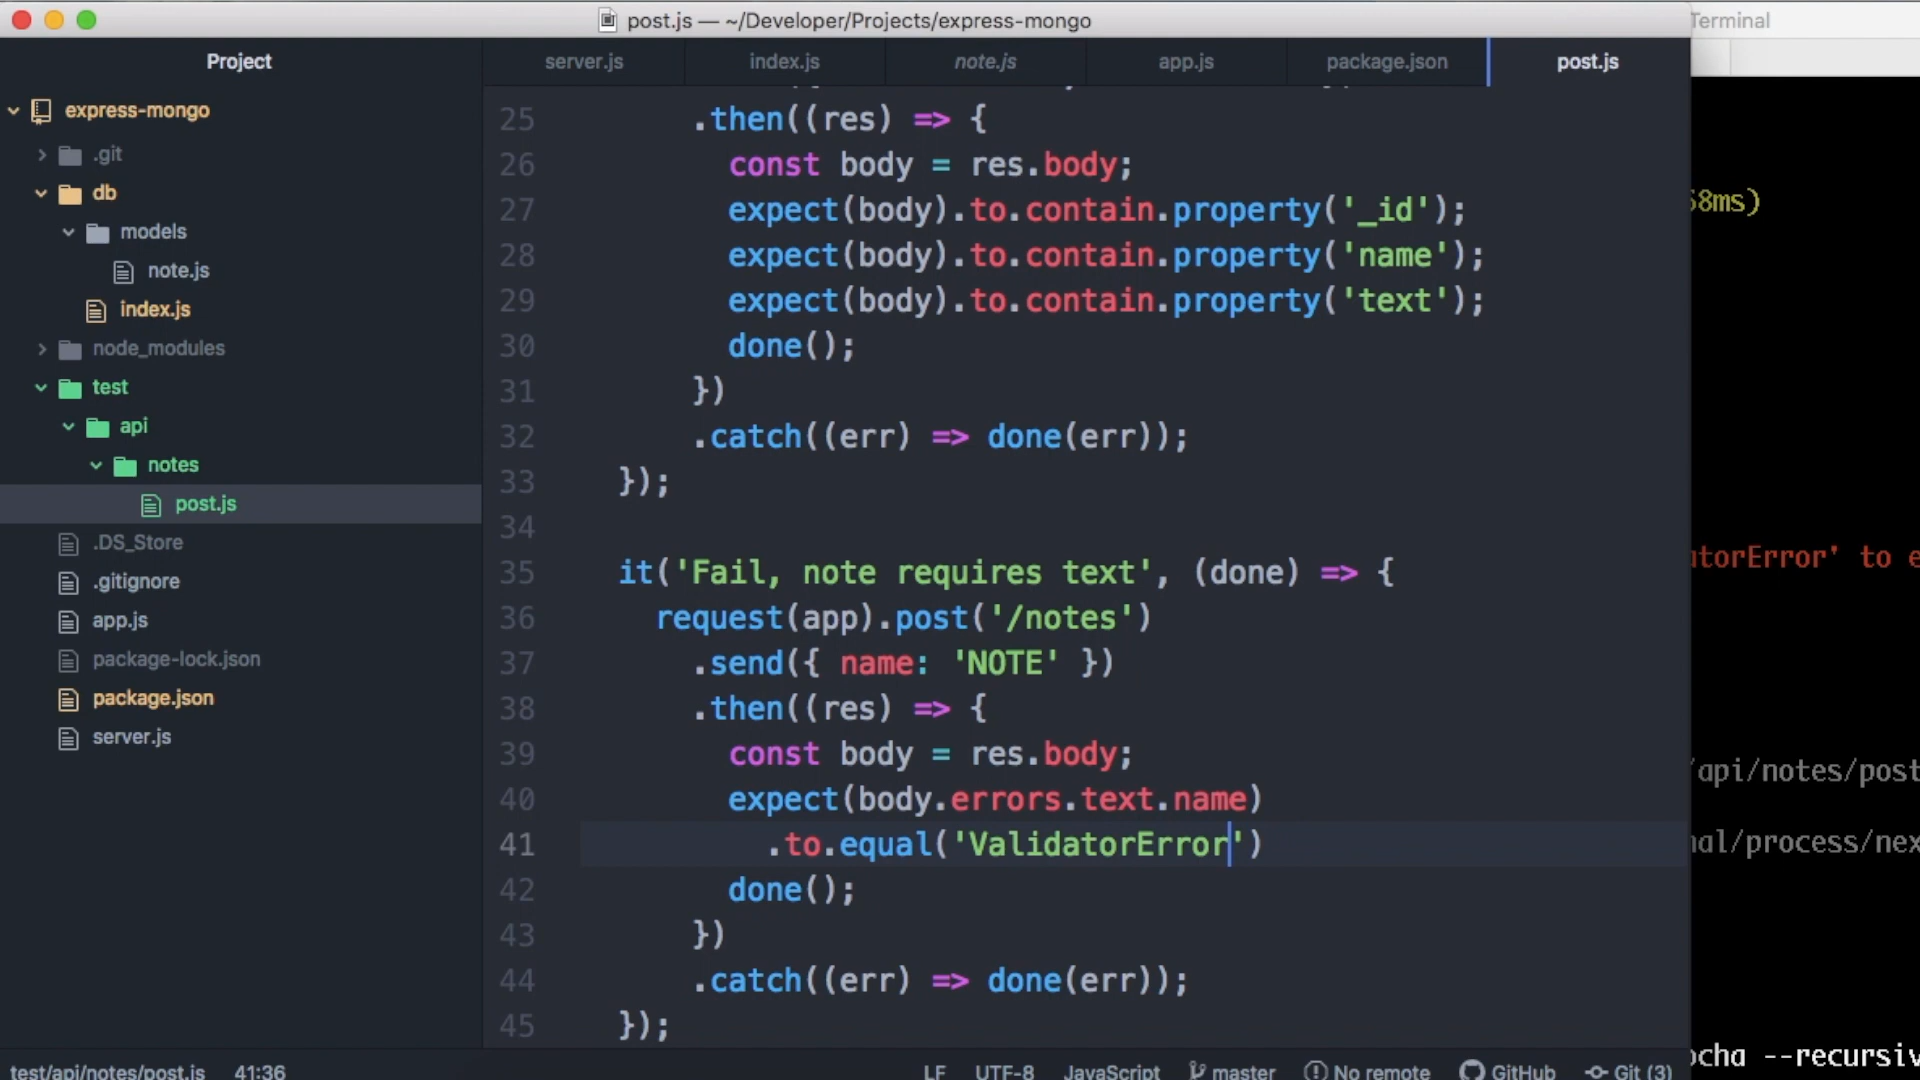 post.js — ~/Developer/Projects/express-mongo
Terminal
Project
server.js
index.js
note.js
app.js
package.json
post.js
express-mongo
.git
db
models
note.js
index.js
node_modules
test
api
notes
post.js
.DS_Store
.gitignore
app.js
package-lock.json
package.json
server.js
25 .then((res) => {
26 const body = res.body;
27 expect(body).to.contain.property('_id');
28 expect(body).to.contain.property('name');
29 expect(body).to.contain.property('text');
30 done();
31 })
32 .catch((err) => done(err));
33 });
34
35 it('Fail, note requires text', (done) => {
36 request(app).post('/notes')
37 .send({ name: 'NOTE' })
38 .then((res) => {
39 const body = res.body;
40 expect(body.errors.text.name)
41 .to.equal('ValidatorError')
42 done();
43 })
44 .catch((err) => done(err));
45 });
58ms)
atorError' to e
/api/notes/post
nal/process/nex
ocha --recursiv
test/api/notes/post.js 41:36
LF UTF-8 JavaScript master No remote GitHub Git (3)